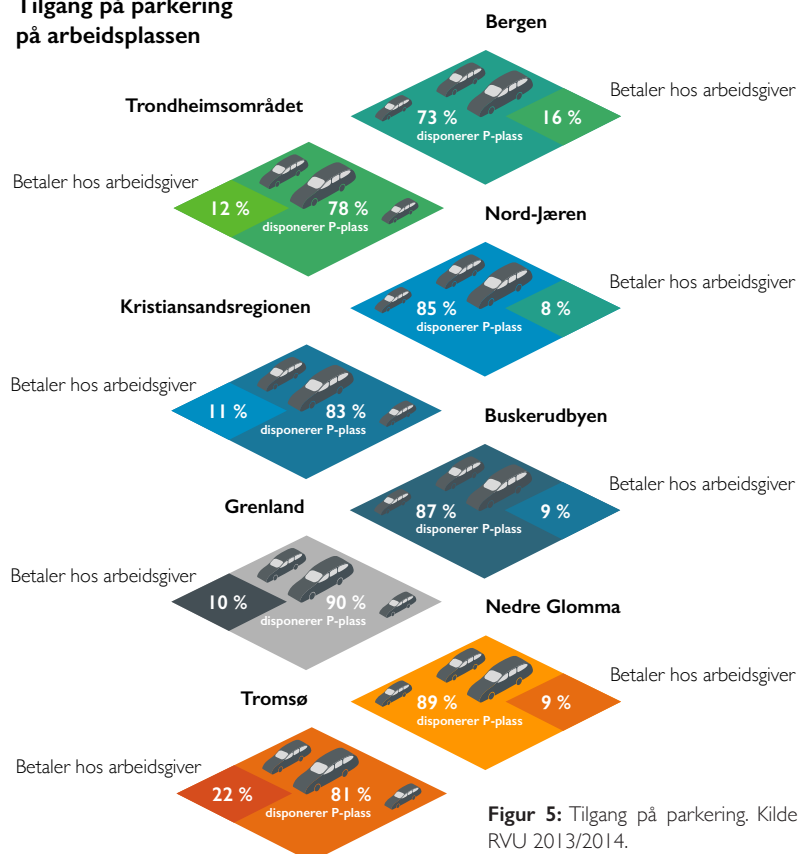 Tilgang på parkering
på arbeidsplassen
Bergen
Betaler hos arbeidsgiver
73 %
disponerer P-plass
16 %
Trondheimsområdet
Betaler hos arbeidsgiver
12 %
78 %
disponerer P-plass
Nord-Jæren
Betaler hos arbeidsgiver
85 %
disponerer P-plass
8 %
Kristiansandsregionen
Betaler hos arbeidsgiver
11 %
83 %
disponerer P-plass
Buskerudbyen
Betaler hos arbeidsgiver
87 %
disponerer P-plass
9 %
Grenland
Betaler hos arbeidsgiver
10 %
90 %
disponerer P-plass
Nedre Glomma
Betaler hos arbeidsgiver
89 %
disponerer P-plass
9 %
Tromsø
Betaler hos arbeidsgiver
22 %
81 %
disponerer P-plass
Figur 5: Tilgang på parkering. Kilde
RVU 2013/2014.